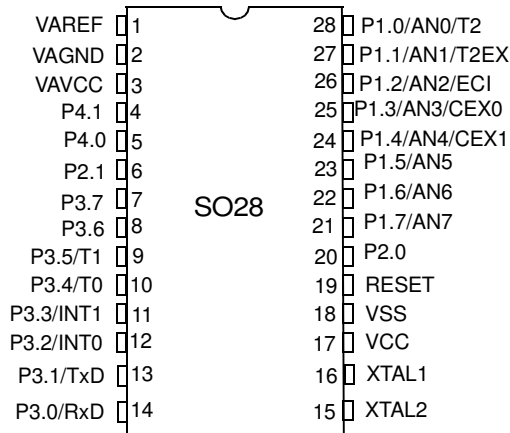 VAREF 1 28 P1.0/AN0/T2
VAGND 2 27 P1.1/AN1/T2EX
VAVCC 3 26 P1.2/AN2/ECI
P4.1 4 25 P1.3/AN3/CEX0
P4.0 5 24 P1.4/AN4/CEX1
P2.1 6 23 P1.5/AN5
P3.7 7 SO28 22 P1.6/AN6
P3.6 8 21 P1.7/AN7
P3.5/T1 9 20 P2.0
P3.4/T0 10 19 RESET
P3.3/INT1 11 18 VSS
P3.2/INT0 12 17 VCC
P3.1/TxD 13 16 XTAL1
P3.0/RxD 14 15 XTAL2